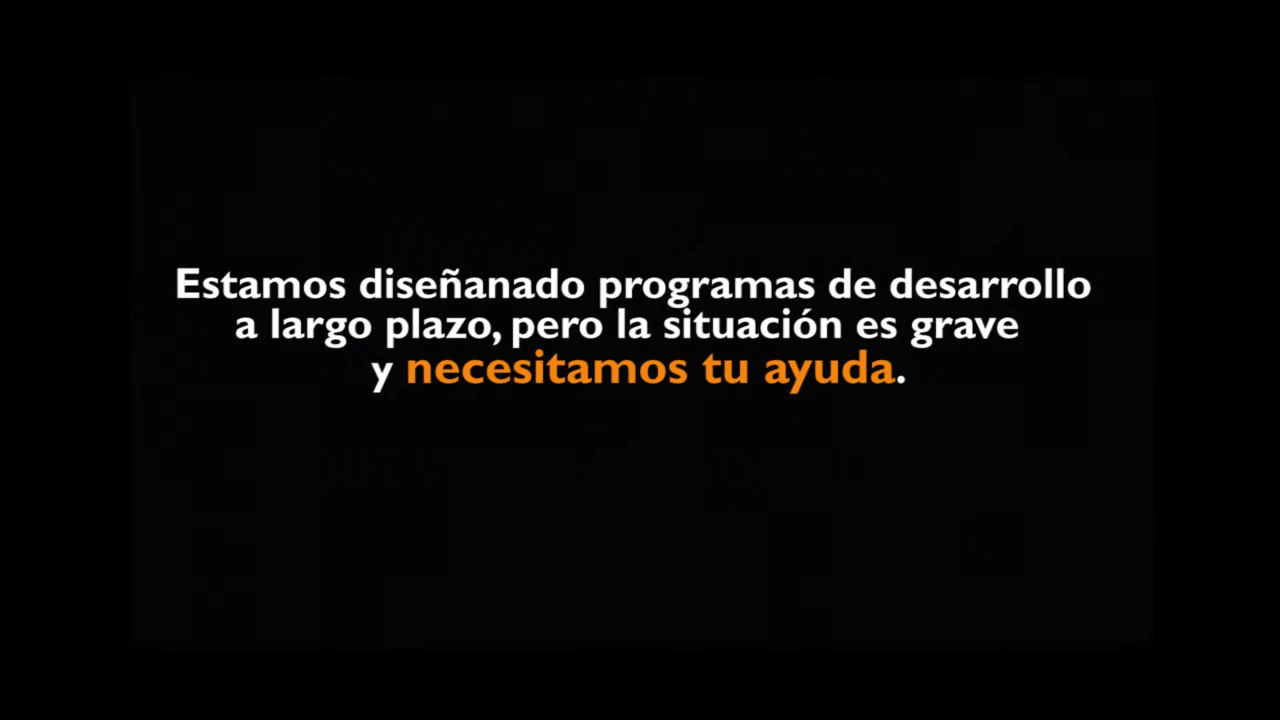 Estamos diseñanado programas de desarrollo
a largo plazo, pero la situación es grave
y necesitamos tu ayuda.